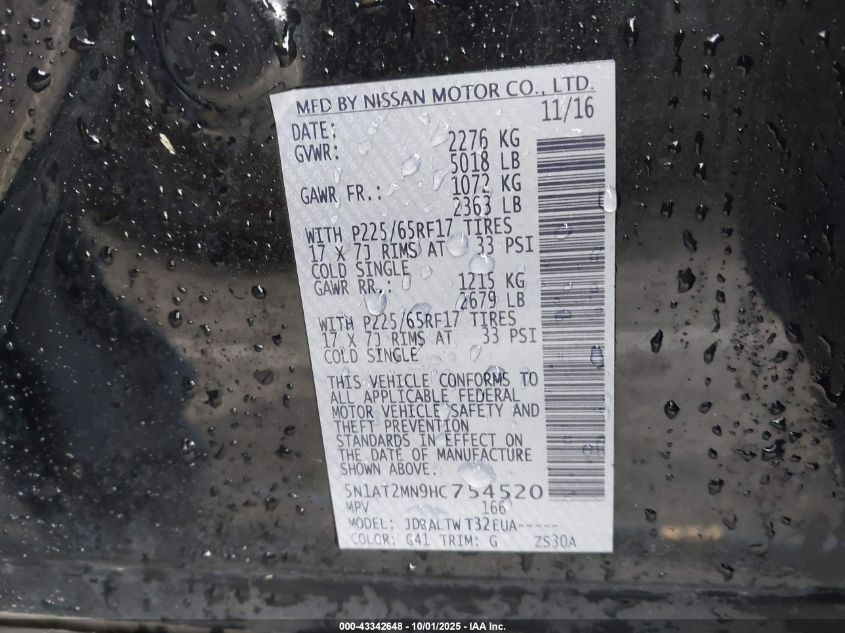 MFD BY NISSAN MOTOR CO., LTD.
DATE: 11/16
GVWR: 2276 KG
5018 LB
GAWR FR.: 1072 KG
2363 LB
WITH P225/65RF17 TIRES
17 X 7J RIMS AT 33 PSI
COLD SINGLE
GAWR RR.: 1215 KG
2679 LB
WITH P225/65RF17 TIRES
17 X 7J RIMS AT 33 PSI
COLD SINGLE
THIS VEHICLE CONFORMS TO
ALL APPLICABLE FEDERAL
MOTOR VEHICLE SAFETY AND
THEFT PREVENTION
STANDARDS IN EFFECT ON
THE DATE OF MANUFACTURE
SHOWN ABOVE.
5N1AT2MN9HC754520
MPV 166
MODEL: JDRALTWT32EUA-----
COLOR: G41 TRIM: G ZS30A
000-43342648 - 10/01/2025 - IAA Inc.